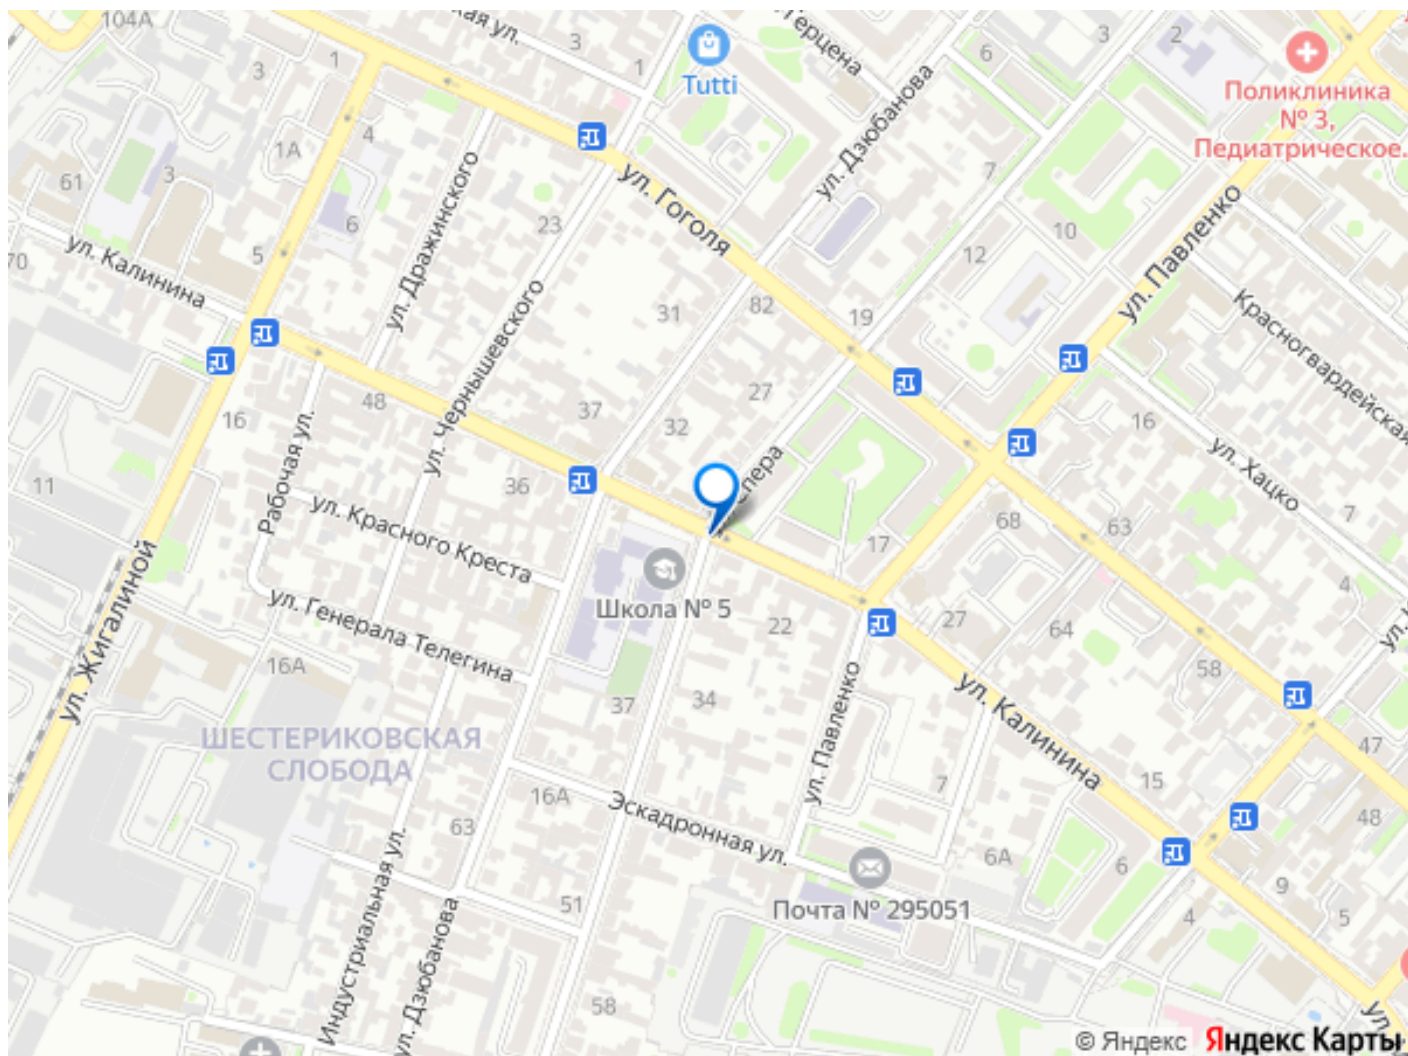 104А
ская ул.
3
1
Tutti
ул. Герцена
6
3
2
Поликлиника
№ 3,
Педиатрическое.
3
1
4
1А
3
61
6
5
70
ул. Калинина
ул. Дражинского
23
ул. Гоголя
ул. Дзюбанова
7
10
12
ул. Павленко
Красногвардейская
31
82
19
ул. Чернышевского
27
48
37
32
16
16
Рабочая ул.
36
Спера
ул. Хацко
11
ул. Красного Креста
68
63
7
17
Школа № 5
22
27
64
4
ул. Жигалиной
ул. Генерала Телегина
16А
58
37
34
ул. Павленко
ул. Калинина
ШЕСТЕРИКОВСКАЯ
СЛОБОДА
47
16А
Эскадронная ул.
7
15
63
48
6А
6
9
Индустриальная ул.
ул. Дзюбанова
51
Почта № 295051
4
5
58
ул.
© Яндекс Яндекс Карты